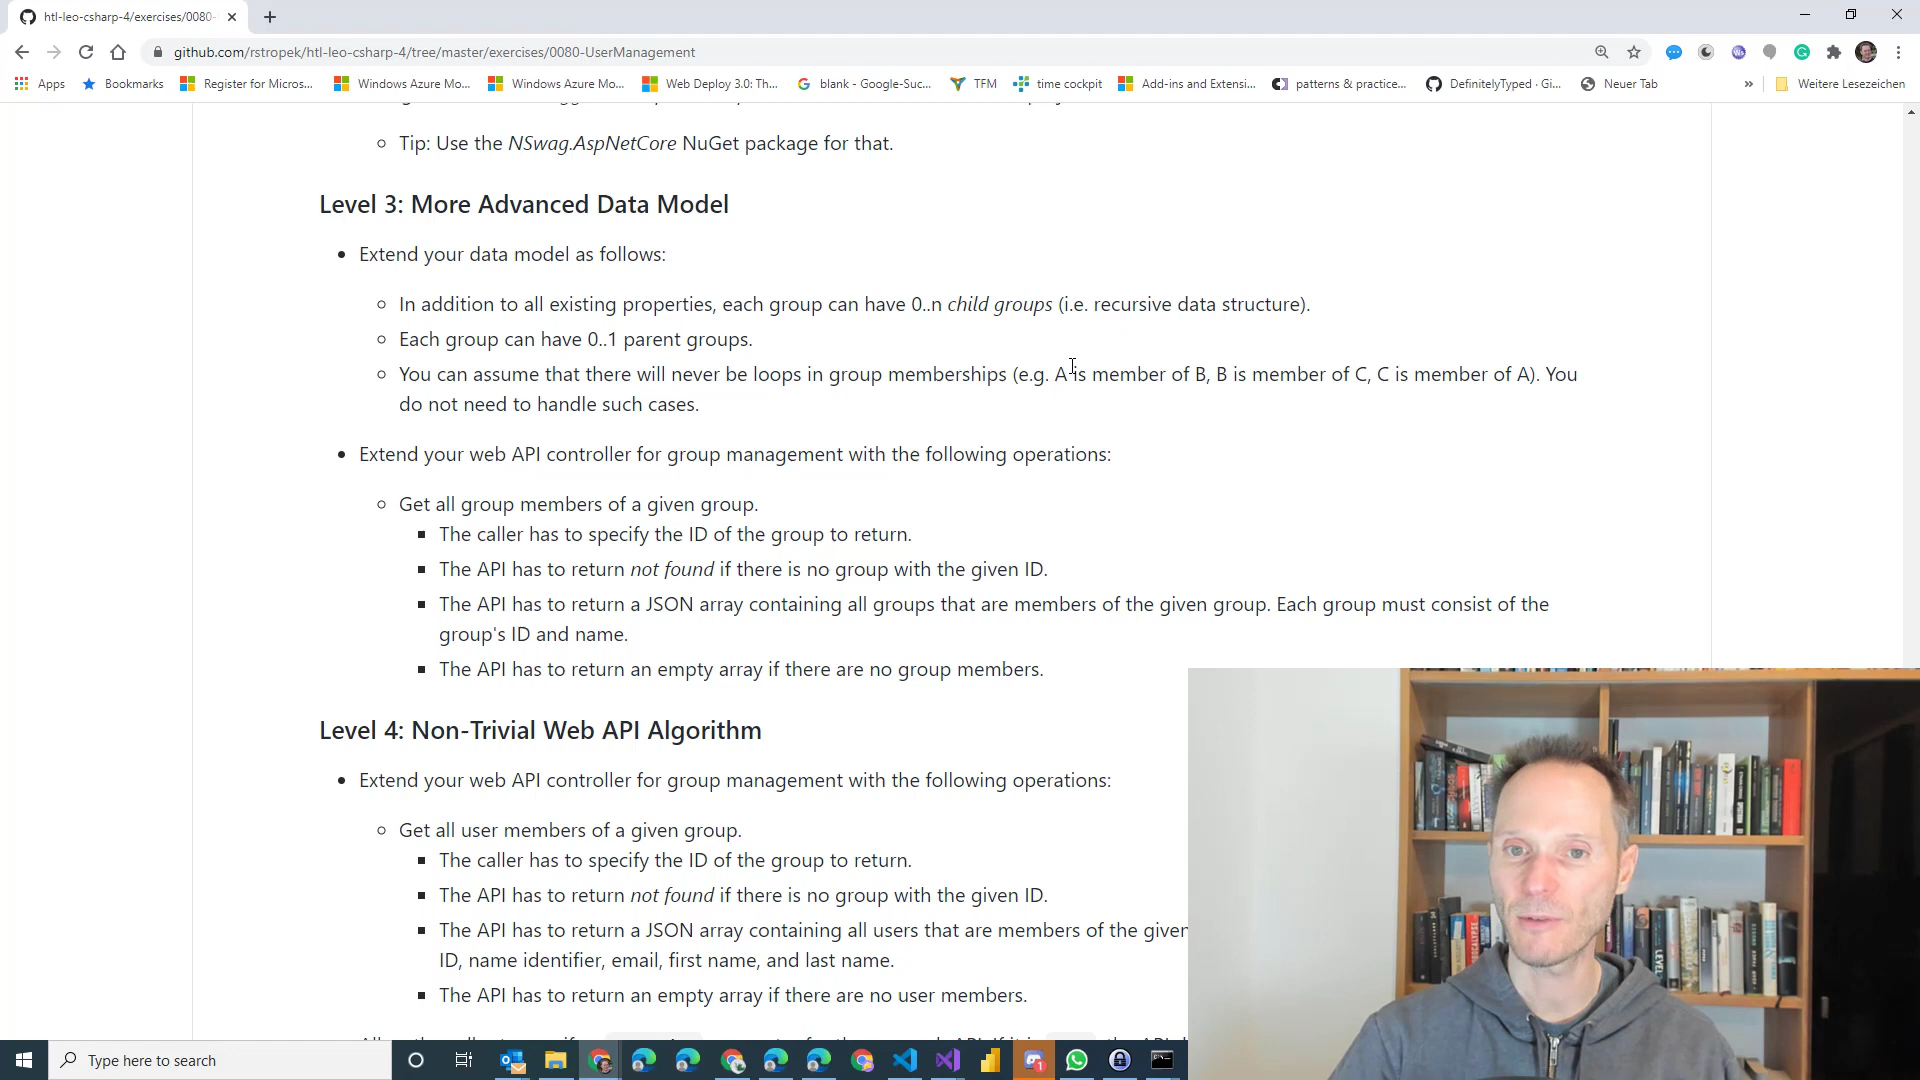 htl-leo-csharp-4/exercises/0080-
github.com/rstropek/htl-leo-csharp-4/tree/master/exercises/0080-UserManagement
Apps Bookmarks Register for Micros... Windows Azure Mo... Windows Azure Mo... Web Deploy 3.0: Th... blank - Google-Suc... TFM time cockpit Add-ins and Extensi... patterns & practice... DefinitelyTyped · Gi... Neuer Tab » Weitere Lesezeichen
Tip: Use the NSwag.AspNetCore NuGet package for that.
Level 3: More Advanced Data Model
Extend your data model as follows:
In addition to all existing properties, each group can have 0..n child groups (i.e. recursive data structure).
Each group can have 0..1 parent groups.
You can assume that there will never be loops in group memberships (e.g. A is member of B, B is member of C, C is member of A). You
do not need to handle such cases.
Extend your web API controller for group management with the following operations:
Get all group members of a given group.
The caller has to specify the ID of the group to return.
The API has to return not found if there is no group with the given ID.
The API has to return a JSON array containing all groups that are members of the given group. Each group must consist of the
group's ID and name.
The API has to return an empty array if there are no group members.
Level 4: Non-Trivial Web API Algorithm
Extend your web API controller for group management with the following operations:
Get all user members of a given group.
The caller has to specify the ID of the group to return.
The API has to return not found if there is no group with the given ID.
The API has to return a JSON array containing all users that are members of the given
ID, name identifier, email, first name, and last name.
The API has to return an empty array if there are no user members.
Type here to search